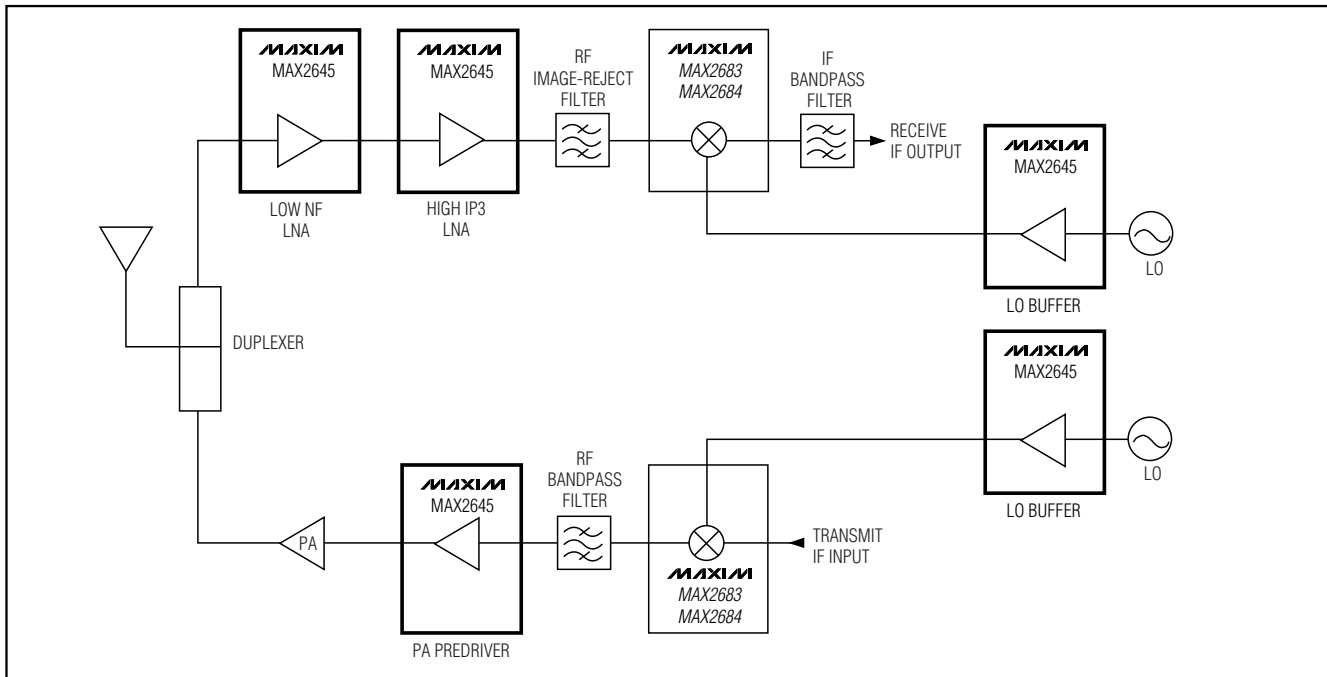 MAXIM
MAX2645
LOW NF
LNA
MAXIM
MAX2645
HIGH IP3
LNA
RF
IMAGE-REJECT
FILTER
MAXIM
MAX2683
MAX2684
IF
BANDPASS
FILTER
RECEIVE
IF OUTPUT
MAXIM
MAX2645
LO
LO BUFFER
DUPLEXER
MAXIM
MAX2645
LO
LO BUFFER
PA
MAXIM
MAX2645
PA PREDRIVER
RF
BANDPASS
FILTER
TRANSMIT
IF INPUT
MAXIM
MAX2683
MAX2684